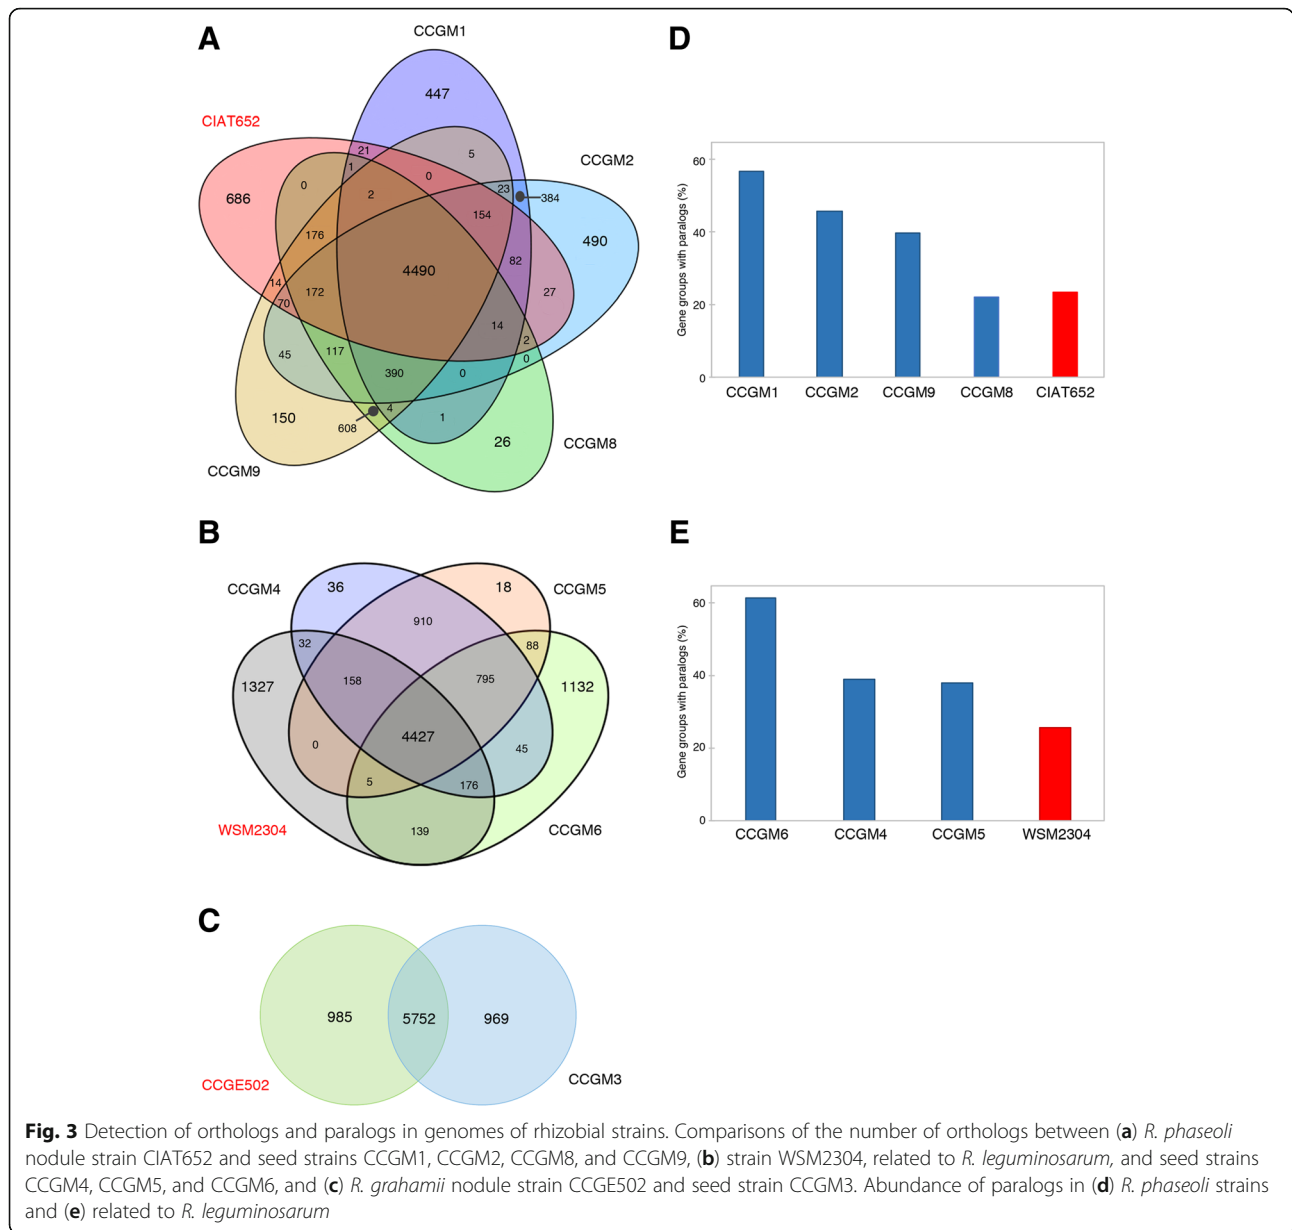 A
CCGM1
447
CIAT652
21
5
CCGM2
1
0
0
2
23
384
686
154
490
176
4490
82
14
172
27
70
14
2
45
117
0
390
0
4
1
150
608
26
CCGM8
CCGM9
D
Gene groups with paralogs (%)
60
40
20
0
CCGM1 CCGM2 CCGM9 CCGM8 CIAT652
B
CCGM4
36
18
CCGM5
910
32
88
158
795
1327
1132
4427
0
45
5
176
WSM2304
139
CCGM6
E
Gene groups with paralogs (%)
60
40
20
0
CCGM6 CCGM4 CCGM5 WSM2304
C
985
5752
969
CCGE502
CCGM3
Fig. 3 Detection of orthologs and paralogs in genomes of rhizobial strains. Comparisons of the number of orthologs between (a) R. phaseoli
nodule strain CIAT652 and seed strains CCGM1, CCGM2, CCGM8, and CCGM9, (b) strain WSM2304, related to R. leguminosarum, and seed strains
CCGM4, CCGM5, and CCGM6, and (c) R. grahamii nodule strain CCGE502 and seed strain CCGM3. Abundance of paralogs in (d) R. phaseoli strains
and (e) related to R. leguminosarum